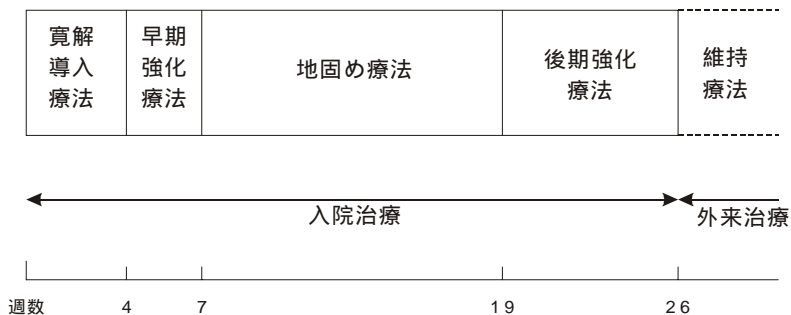 寛解
導入
療法
早期
強化
療法
地固め療法
後期強化
療法
維持
療法
入院治療
外来治療
週数 4 7 19 26